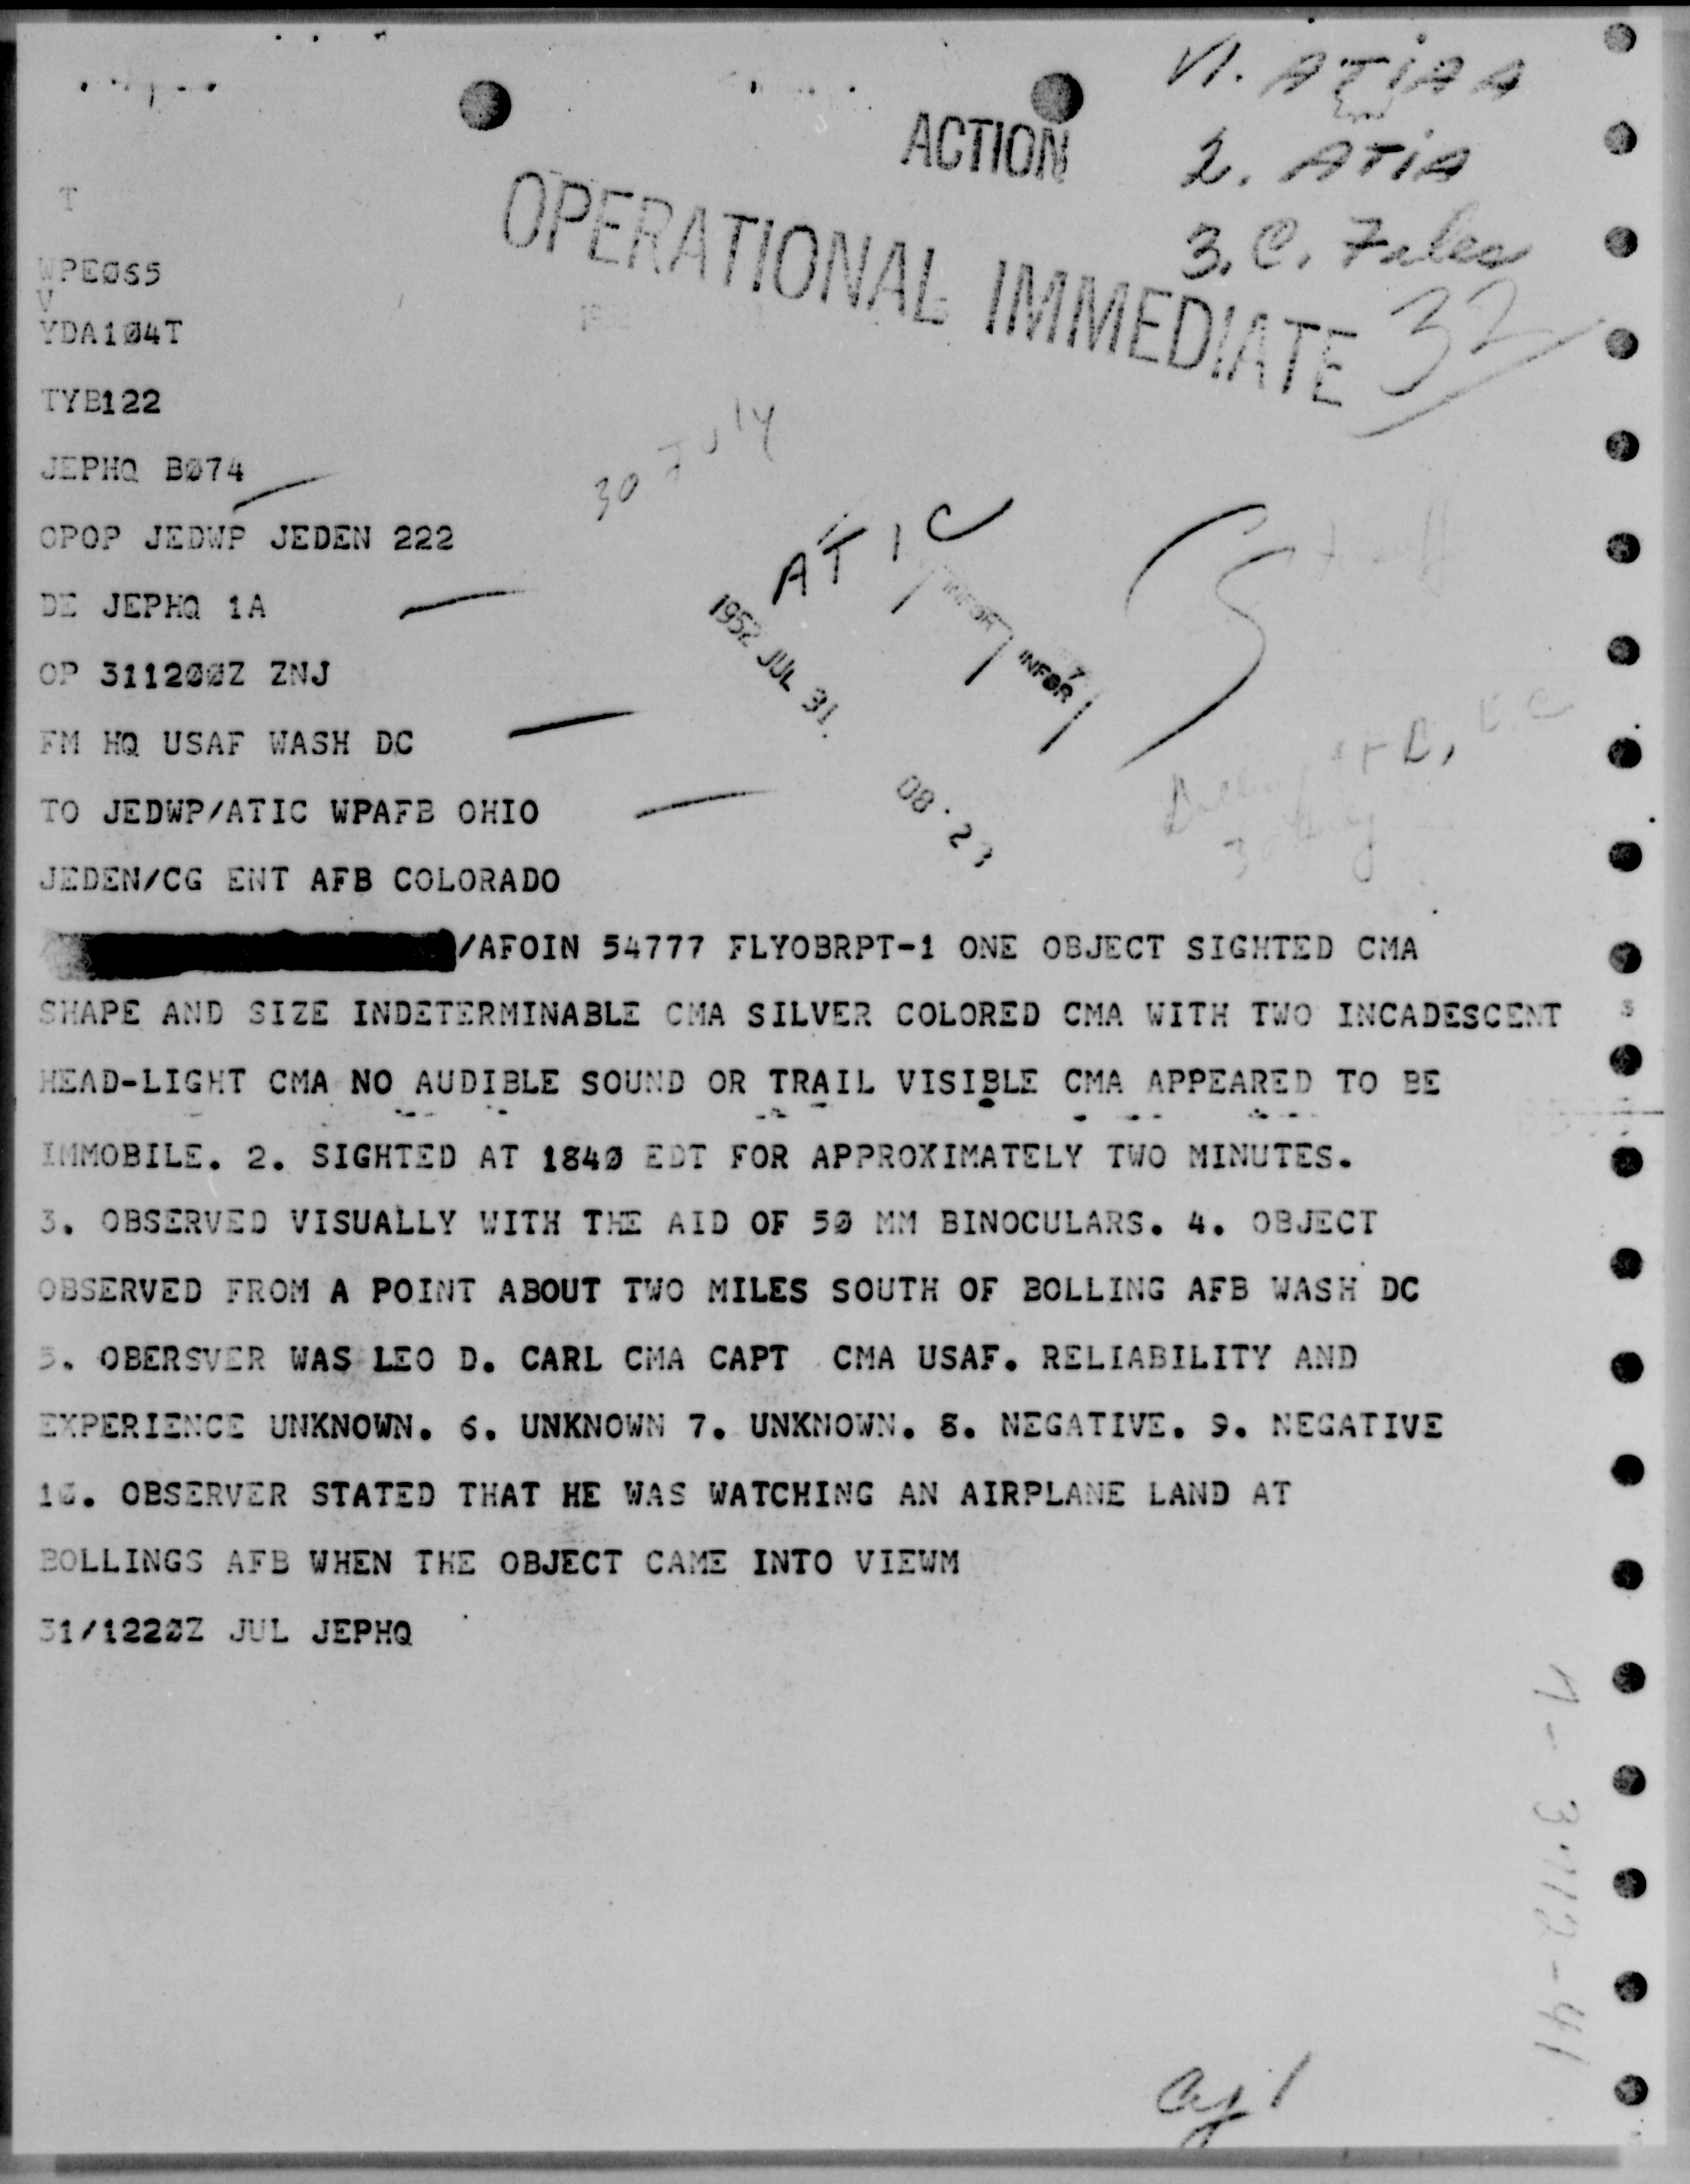 ACTION
1. ATIAA
2. ATIA
3. C. Files
OPERATIONAL IMMEDIATE
32
T
WPE065
V
YDA104T
TYB122
JEPHQ B074
30 July
OPOP JEDWP JEDEN 222
ATIC
DE JEPHQ 1A
1952 JUL 31
INFOR
INFOR
OP 311200Z ZNJ
FM HQ USAF WASH DC
TO JEDWP/ATIC WPAFB OHIO
08 23
JEDEN/CG ENT AFB COLORADO
/AFOIN 54777 FLYOBRPT-1 ONE OBJECT SIGHTED CMA
SHAPE AND SIZE INDETERMINABLE CMA SILVER COLORED CMA WITH TWO INCADESCENT
HEAD-LIGHT CMA NO AUDIBLE SOUND OR TRAIL VISIBLE CMA APPEARED TO BE
IMMOBILE. 2. SIGHTED AT 1840 EDT FOR APPROXIMATELY TWO MINUTES.
3. OBSERVED VISUALLY WITH THE AID OF 50 MM BINOCULARS. 4. OBJECT
OBSERVED FROM A POINT ABOUT TWO MILES SOUTH OF BOLLING AFB WASH DC
5. OBERSVER WAS LEO D. CARL CMA CAPT CMA USAF. RELIABILITY AND
EXPERIENCE UNKNOWN. 6. UNKNOWN 7. UNKNOWN. 8. NEGATIVE. 9. NEGATIVE
10. OBSERVER STATED THAT HE WAS WATCHING AN AIRPLANE LAND AT
BOLLINGS AFB WHEN THE OBJECT CAME INTO VIEWM
31/1220Z JUL JEPHQ
7-3712-41